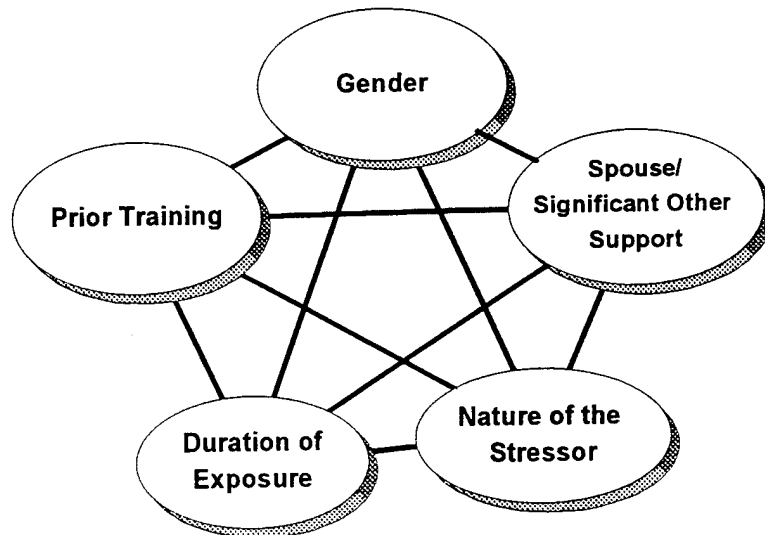 Gender
Prior Training
Spouse/
Significant Other
Support
Duration of
Exposure
Nature of the
Stressor